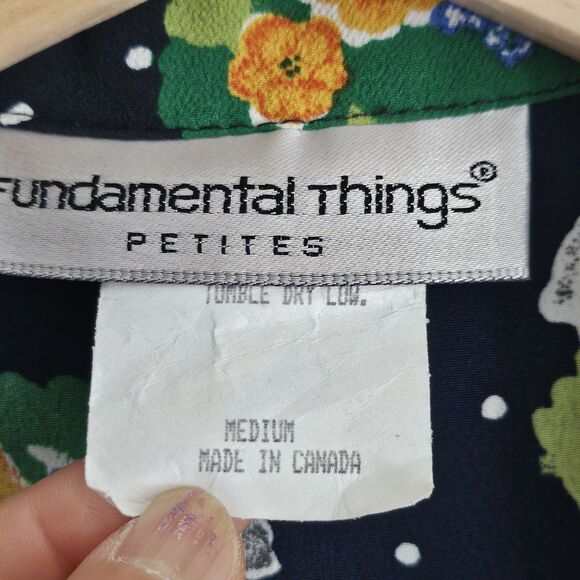 Fundamental Things®
PETITES
TUMBLE DRY LOW.
MEDIUM
MADE IN CANADA